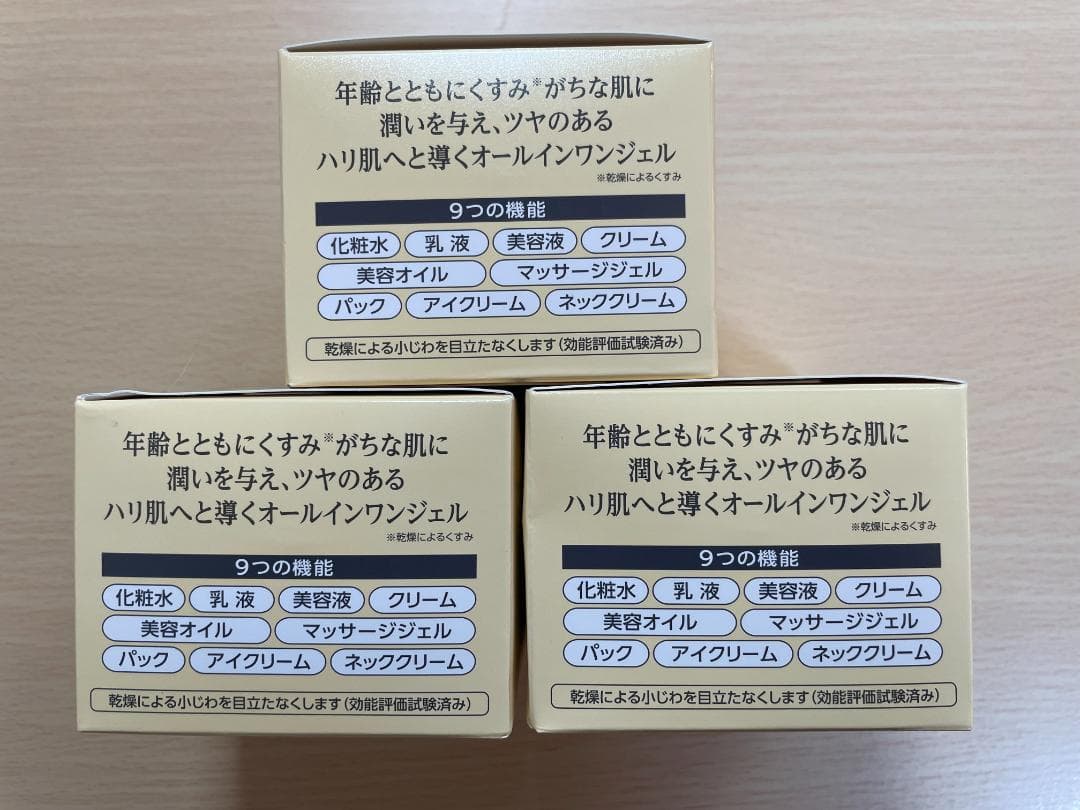 年齢とともにくすみ※がちな肌に
潤いを与え、ツヤのある
ハリ肌へと導くオールインワンジェル
※乾燥によるくすみ
9つの機能
化粧水 乳液 美容液 クリーム
美容オイル マッサージジェル
パック アイクリーム ネッククリーム
乾燥による小じわを目立たなくします(効能評価試験済み)
年齢とともにくすみ※がちな肌に
潤いを与え、ツヤのある
ハリ肌へと導くオールインワンジェル
※乾燥によるくすみ
9つの機能
化粧水 乳液 美容液 クリーム
美容オイル マッサージジェル
パック アイクリーム ネッククリーム
乾燥による小じわを目立たなくします(効能評価試験済み)
年齢とともにくすみ※がちな肌に
潤いを与え、ツヤのある
ハリ肌へと導くオールインワンジェル
※乾燥によるくすみ
9つの機能
化粧水 乳液 美容液 クリーム
美容オイル マッサージジェル
パック アイクリーム ネッククリーム
乾燥による小じわを目立たなくします(効能評価試験済み)